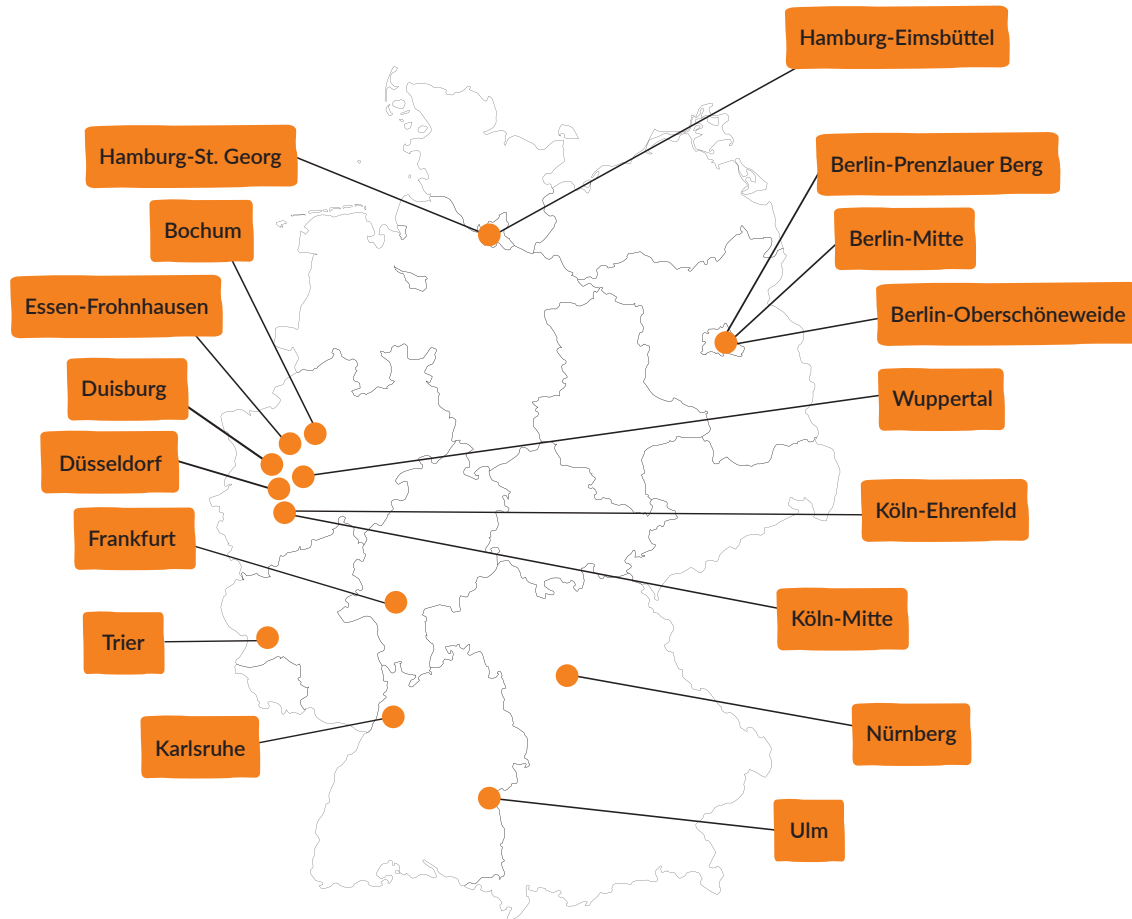 Hamburg-Eimsbüttel
Hamburg-St. Georg
Berlin-Prenzlauer Berg
Bochum
Berlin-Mitte
Essen-Frohnhausen
Berlin-Oberschöneweide
Duisburg
Wuppertal
Düsseldorf
Köln-Ehrenfeld
Frankfurt
Köln-Mitte
Trier
Nürnberg
Karlsruhe
Ulm